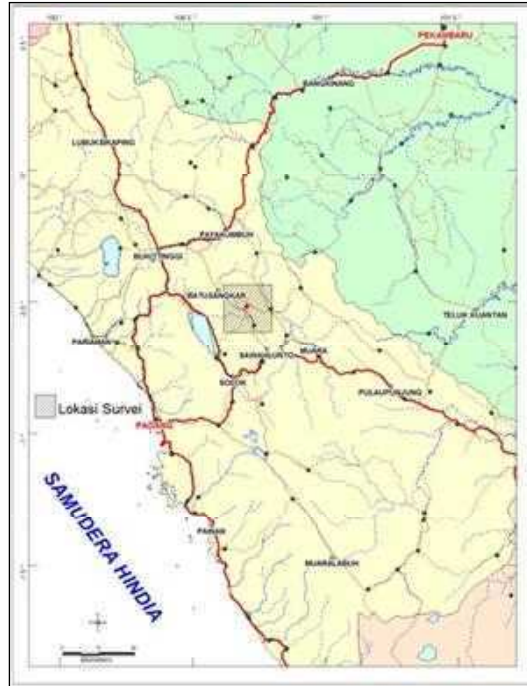 PEKANBARU
BANGKINANG
LUBUKSIKAPING
PAYAKUMBUH
BUKITTINGGI
BATUSANGKAR
TELUK KUANTAN
PARIAMAN
SAWAHLUNTO
MUARA
SOLOK
PULAUPUNJUNG
Lokasi Survei
PADANG
SAMUDERA HINDIA
PAINAN
MUARALABUH